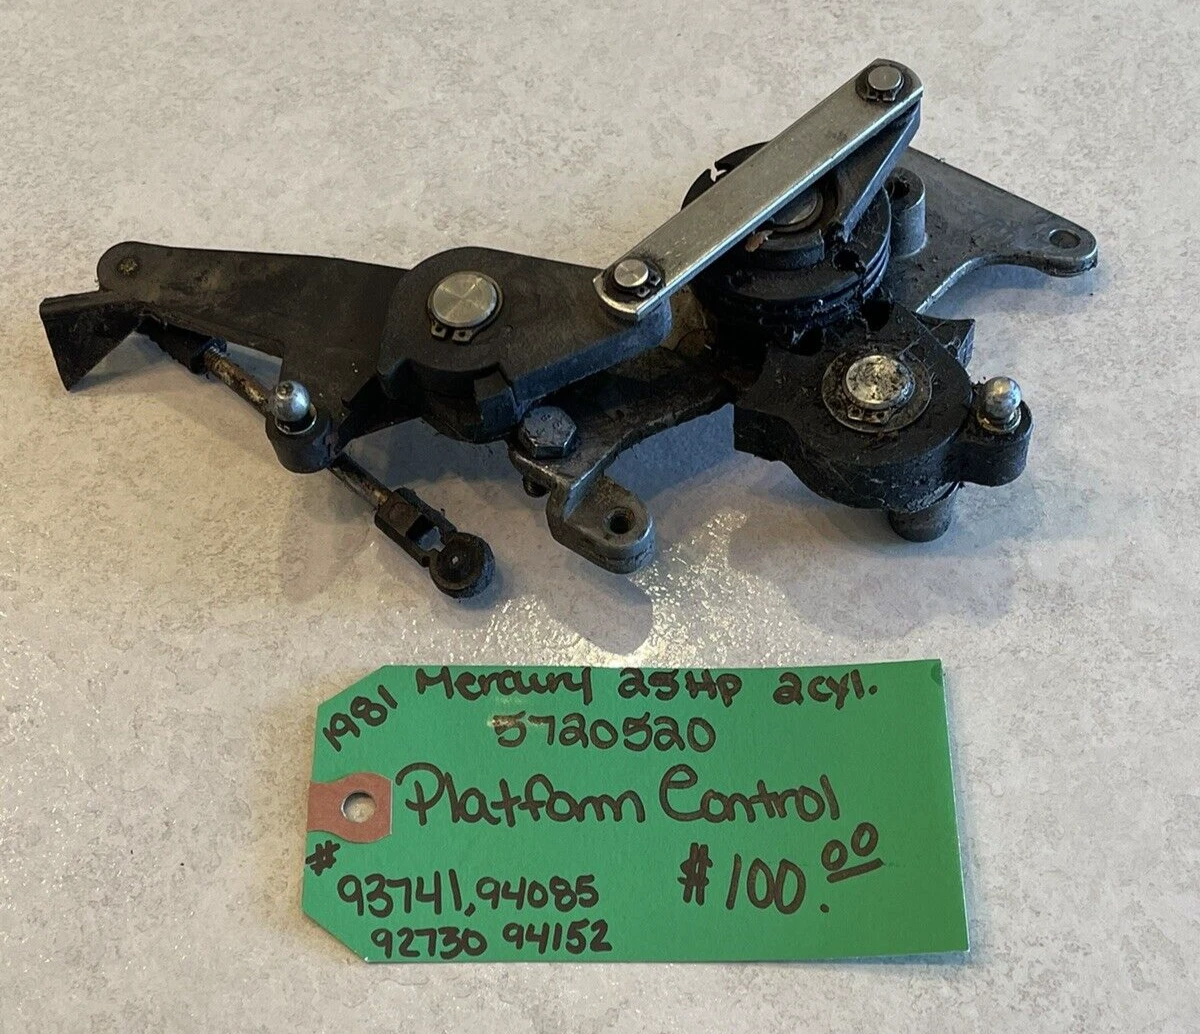 1981 Mercury 25Hp 2cyl.
5720520
Platform Control
#
$100.00
93741, 94085
92730 94152